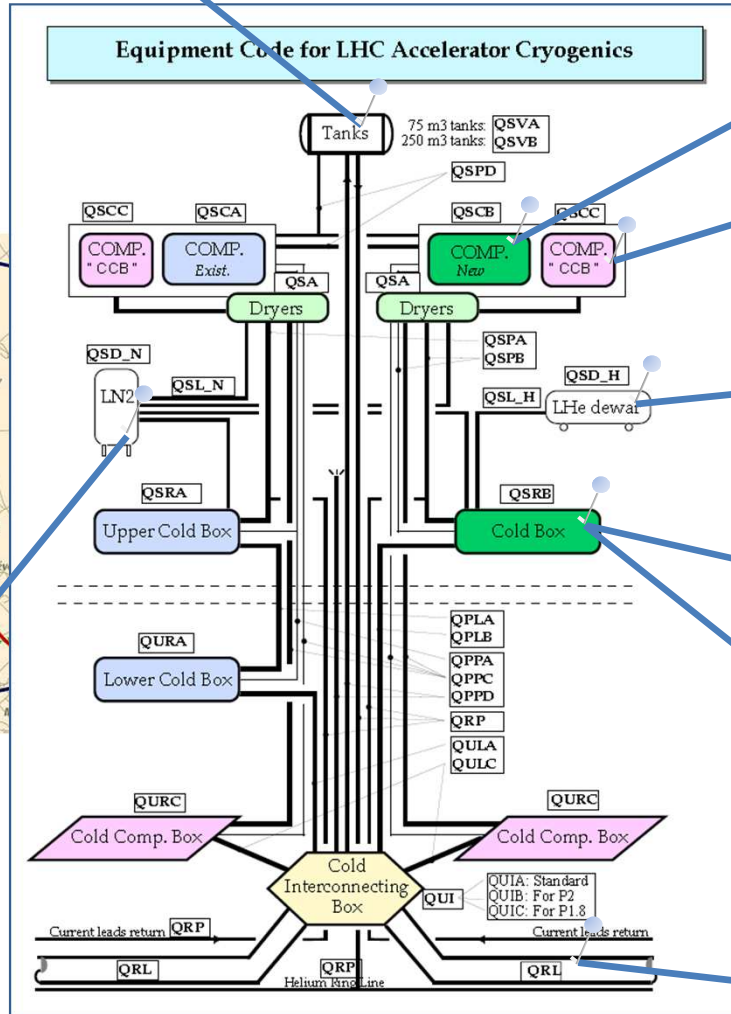 Equipment Code for LHC Accelerator Cryogenics
Tanks
75 m3 tanks: QSVA
250 m3 tanks: QSVB
QSPD
QSCC
QSCA
QSCB
QSCC
COMP.
" CCB "
COMP.
Exist.
COMP.
New
COMP.
" CCB "
QSA
QSA
Dryers
Dryers
QSPA
QSPB
QSD_N
QSL_N
LN2
QSD_H
QSL_H
LHe dewar
QSRA
QSRB
Upper Cold Box
Cold Box
QPLA
QPLB
QURA
QPPA
QPPC
QPPD
Lower Cold Box
QRP
QULA
QULC
QURC
QURC
Cold Comp. Box
Cold Comp. Box
Cold
Interconnecting
Box
QUI
QUIA: Standard
QUIB: For P2
QUIC: For P1.8
Current leads return
QRP
Current leads return
QRL
QRP
QRL
Helium Ring Line